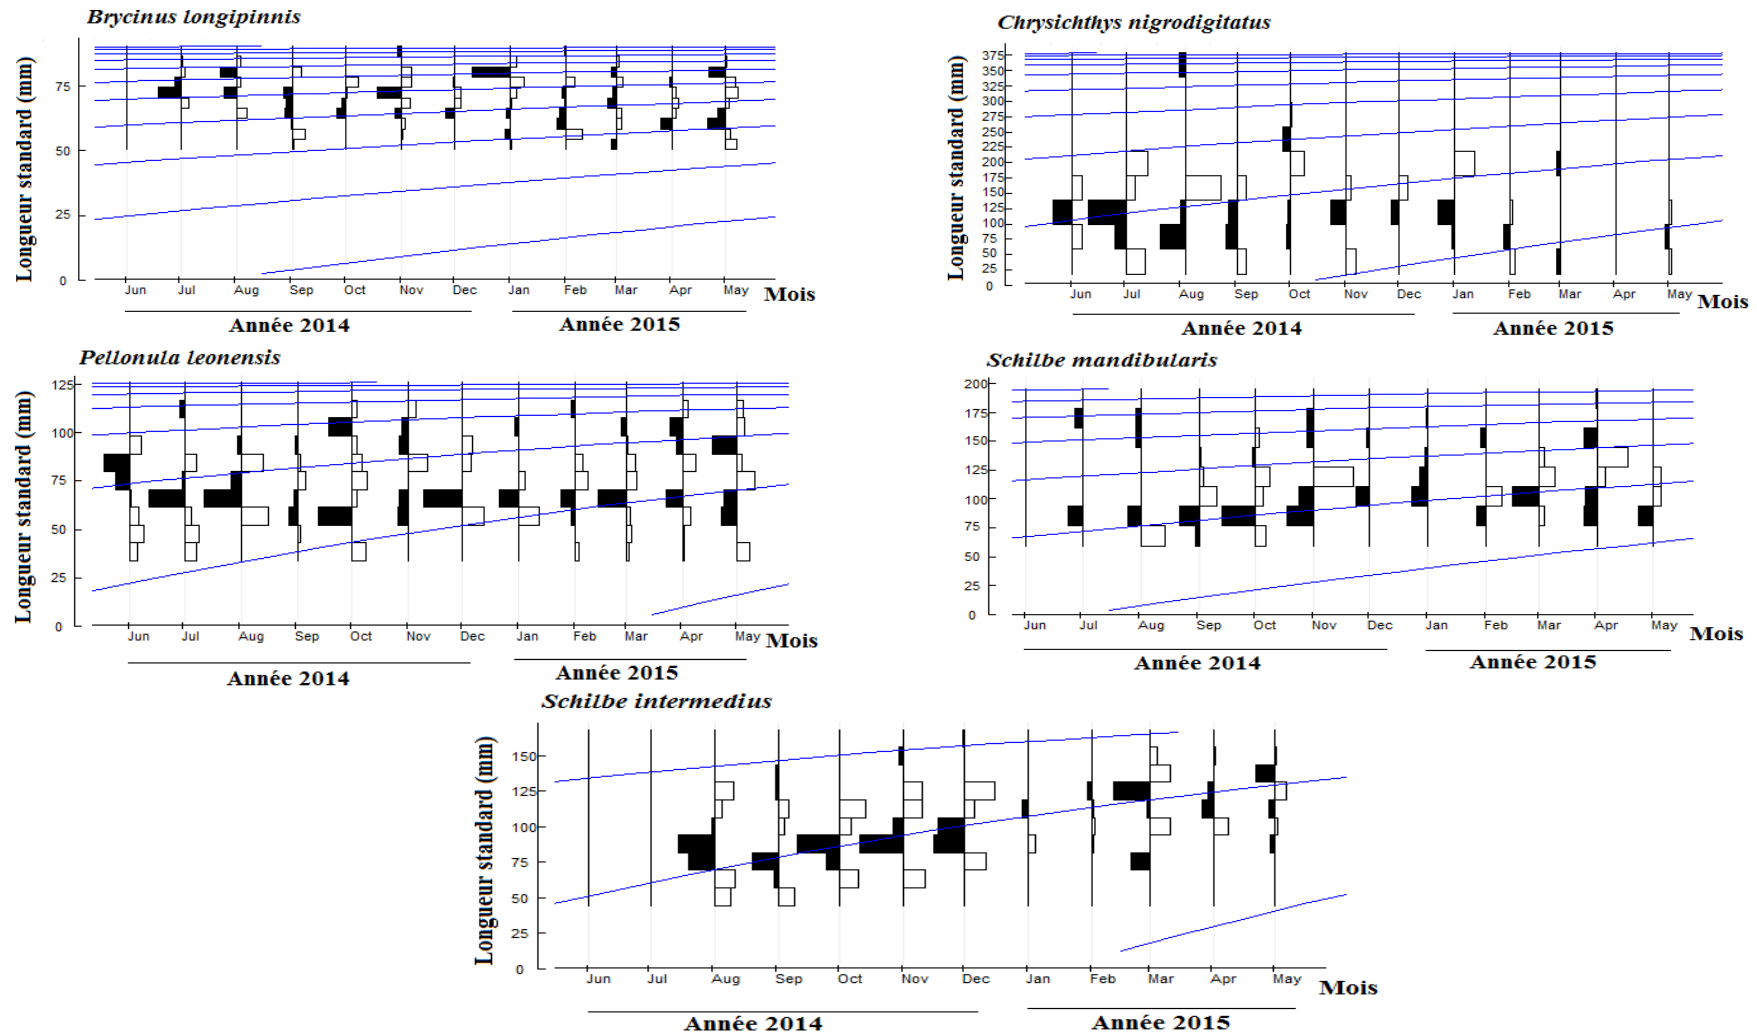 Brycinus longipinnis
Longueur standard (mm)
75
50
25
0
Jun Jul Aug Sep Oct Nov Dec Jan Feb Mar Apr May
Mois
Année 2014 Année 2015
Chrysichthys nigrodigitatus
Longueur standard (mm)
375
350
325
300
275
250
225
200
175
150
125
100
75
50
25
0
Jun Jul Aug Sep Oct Nov Dec Jan Feb Mar Apr May
Mois
Année 2014 Année 2015
Pellonula leonensis
Longueur standard (mm)
125
100
75
50
25
0
Jun Jul Aug Sep Oct Nov Dec Jan Feb Mar Apr May
Mois
Année 2014 Année 2015
Schilbe mandibularis
Longueur standard (mm)
200
175
150
125
100
75
50
25
0
Jun Jul Aug Sep Oct Nov Dec Jan Feb Mar Apr May
Mois
Année 2014 Année 2015
Schilbe intermedius
Longueur standard (mm)
150
125
100
75
50
25
0
Jun Jul Aug Sep Oct Nov Dec Jan Feb Mar Apr May
Mois
Année 2014 Année 2015